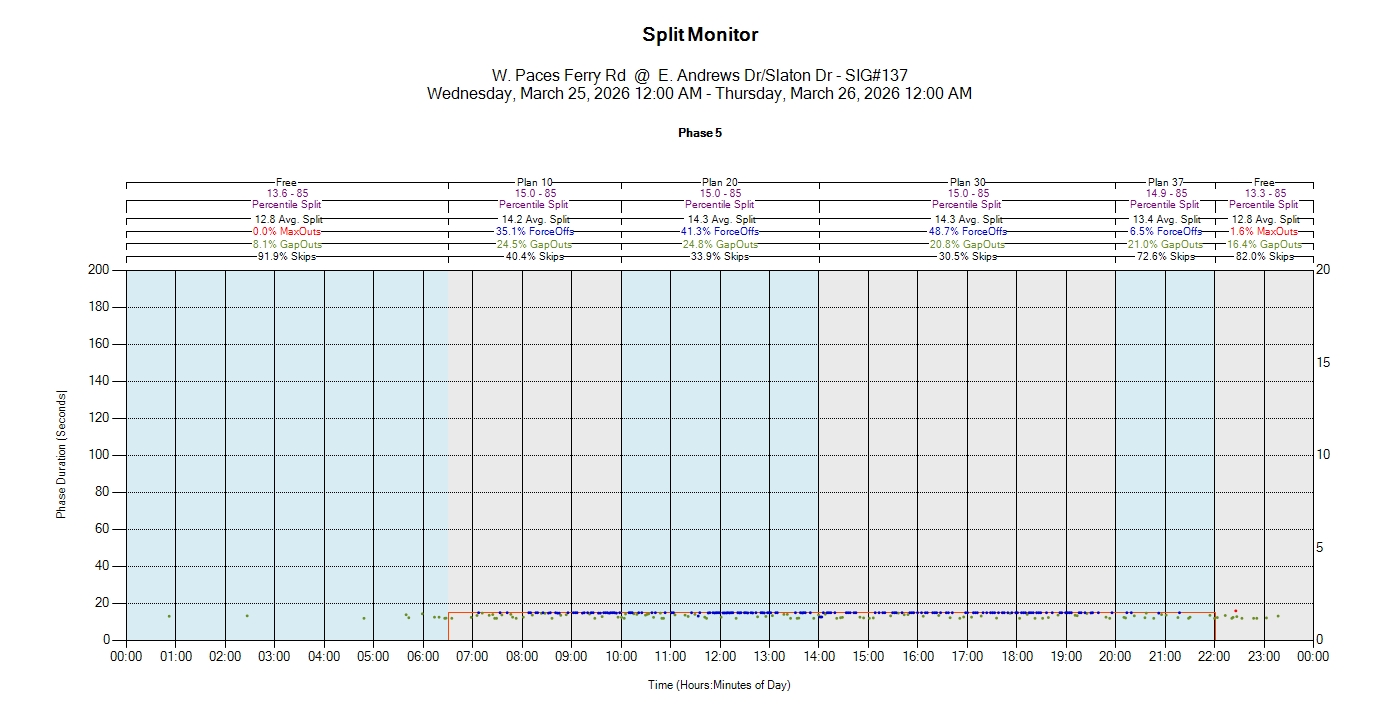 Split Monitor
W. Paces Ferry Rd @ E. Andrews Dr/Slaton Dr - SIG#137
Wednesday, March 25, 2026 12:00 AM - Thursday, March 26, 2026 12:00 AM
Phase 5
Free Plan 10 Plan 20 Plan 30 Plan 37 Free
13.6 - 85 15.0 - 85 15.0 - 85 15.0 - 85 14.9 - 85 13.3 - 85
Percentile Split Percentile Split Percentile Split Percentile Split Percentile Split Percentile Split
12.8 Avg. Split 14.2 Avg. Split 14.3 Avg. Split 14.3 Avg. Split 13.4 Avg. Split 12.8 Avg. Split
0.0% MaxOuts 35.1% ForceOffs 41.3% ForceOffs 48.7% ForceOffs 6.5% ForceOffs 1.6% MaxOuts
8.1% GapOuts 24.5% GapOuts 24.8% GapOuts 20.8% GapOuts 21.0% GapOuts 16.4% GapOuts
91.9% Skips 40.4% Skips 33.9% Skips 30.5% Skips 72.6% Skips 82.0% Skips
200 20
180
160
15
140
120
100 10
80
60
5
40
20
0 0
Phase Duration (Seconds)
00:00 01:00 02:00 03:00 04:00 05:00 06:00 07:00 08:00 09:00 10:00 11:00 12:00 13:00 14:00 15:00 16:00 17:00 18:00 19:00 20:00 21:00 22:00 23:00 00:00
Time (Hours:Minutes of Day)